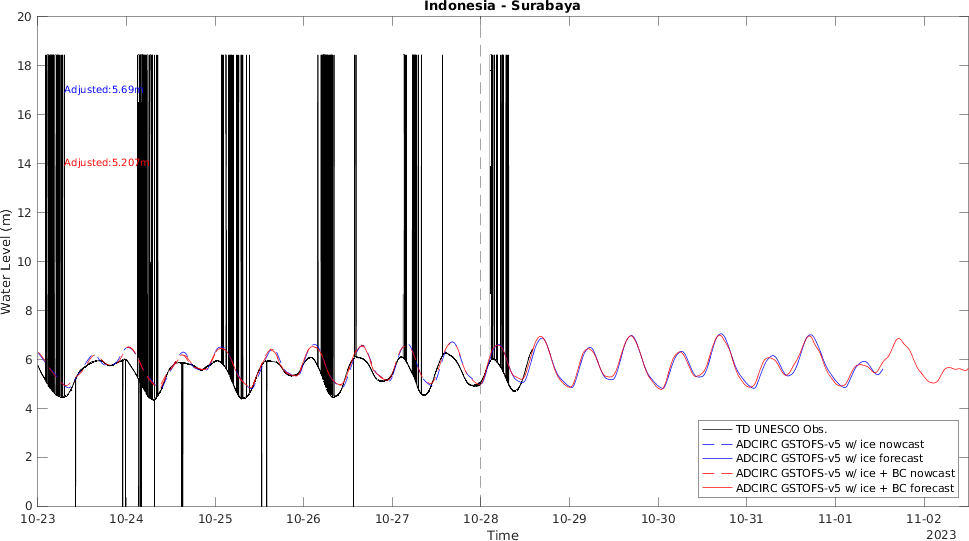 Indonesia - Surabaya
Water Level (m)
20
18
16
14
12
10
8
6
4
2
0
Adjusted:5.69m
Adjusted:5.207m
TD UNESCO Obs.
ADCIRC GSTOFS-v5 w/ ice nowcast
ADCIRC GSTOFS-v5 w/ ice forecast
ADCIRC GSTOFS-v5 w/ ice + BC nowcast
ADCIRC GSTOFS-v5 w/ ice + BC forecast
10-23 10-24 10-25 10-26 10-27 10-28 10-29 10-30 10-31 11-01 11-02
Time
2023